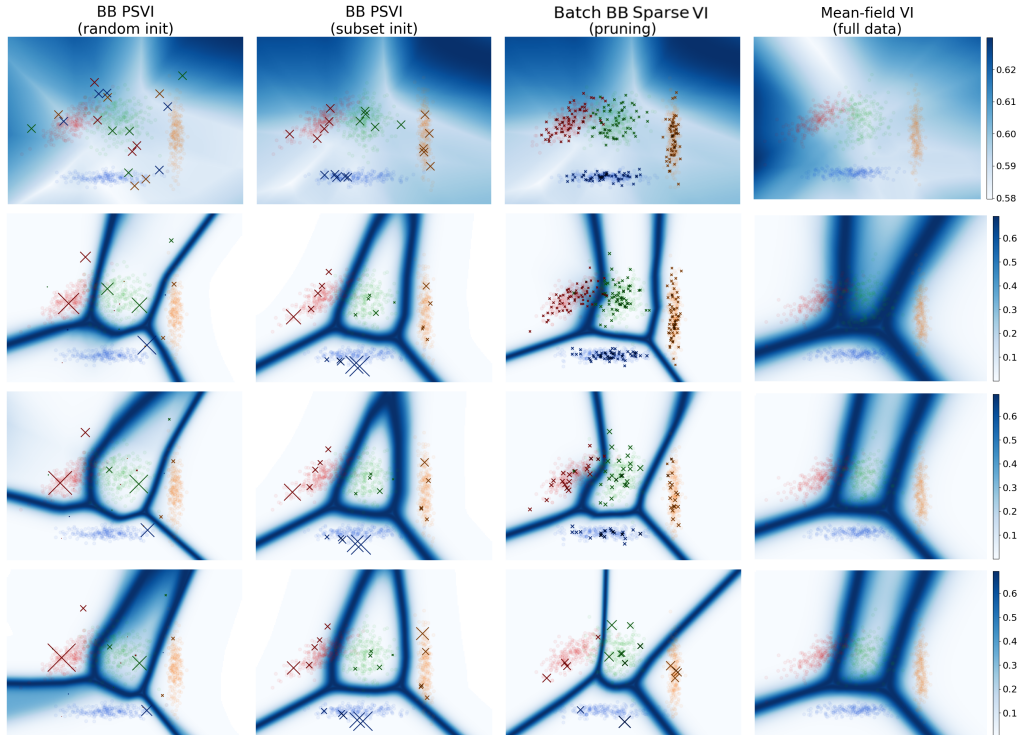 BB PSVI
(random init)
BB PSVI
(subset init)
Batch BB Sparse VI
(pruning)
Mean-field VI
(full data)
0.62
0.61
0.60
0.59
0.58
0.6
0.5
0.4
0.3
0.2
0.1
0.6
0.5
0.4
0.3
0.2
0.1
0.6
0.5
0.4
0.3
0.2
0.1